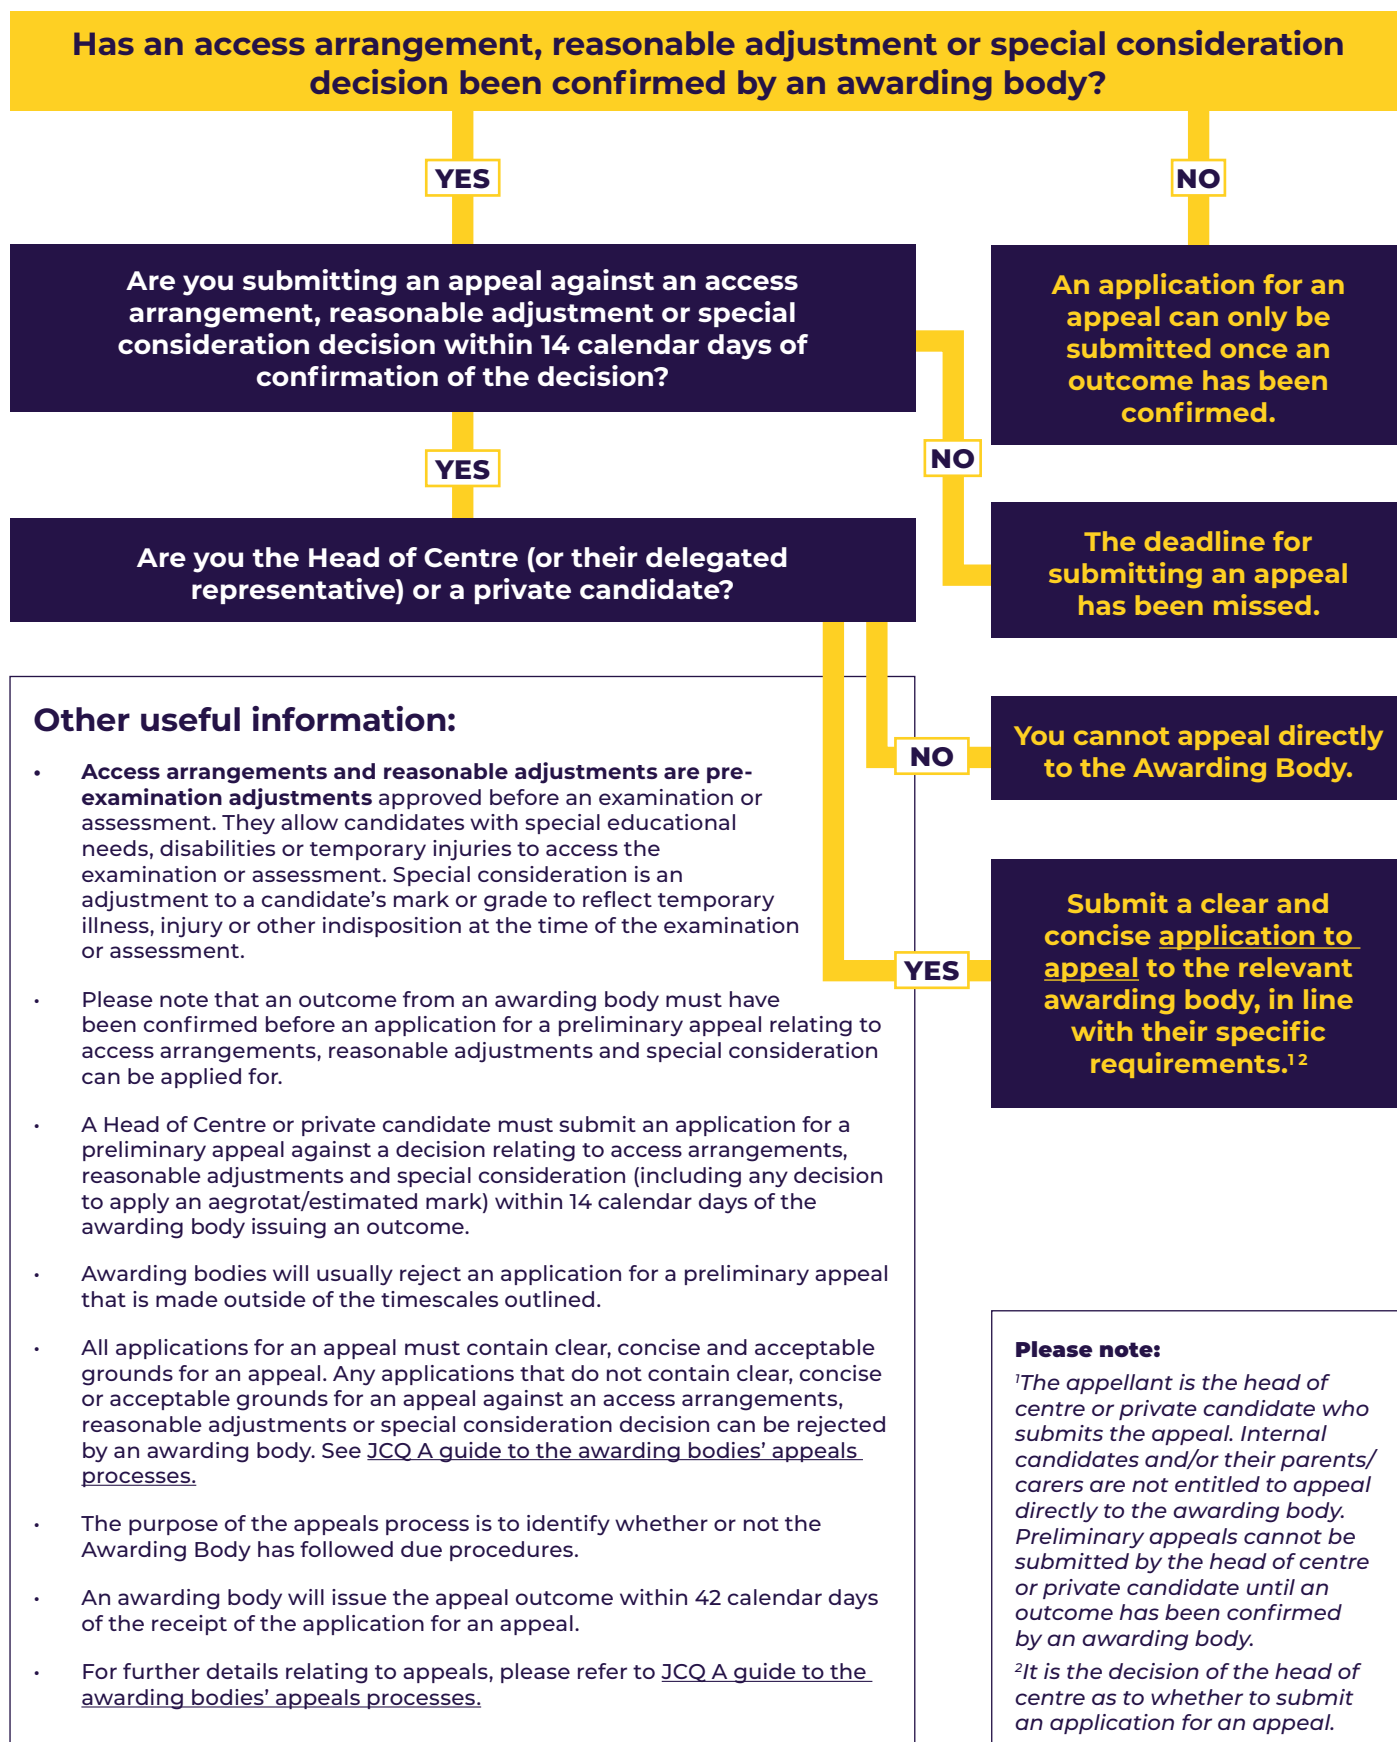 Has an access arrangement, reasonable adjustment or special consideration
decision been confirmed by an awarding body?
YES
NO
Are you submitting an appeal against an access
arrangement, reasonable adjustment or special
consideration decision within 14 calendar days of
confirmation of the decision?
An application for an
appeal can only be
submitted once an
outcome has been
confirmed.
YES
NO
Are you the Head of Centre (or their delegated
representative) or a private candidate?
The deadline for
submitting an appeal
has been missed.
NO
You cannot appeal directly
to the Awarding Body.
YES
Submit a clear and
concise application to
appeal to the relevant
awarding body, in line
with their specific
requirements.¹ ²
Other useful information:
• Access arrangements and reasonable adjustments are pre-
examination adjustments approved before an examination or
assessment. They allow candidates with special educational
needs, disabilities or temporary injuries to access the
examination or assessment. Special consideration is an
adjustment to a candidate's mark or grade to reflect temporary
illness, injury or other indisposition at the time of the examination
or assessment.
• Please note that an outcome from an awarding body must have
been confirmed before an application for a preliminary appeal relating to
access arrangements, reasonable adjustments and special consideration
can be applied for.
• A Head of Centre or private candidate must submit an application for a
preliminary appeal against a decision relating to access arrangements,
reasonable adjustments and special consideration (including any decision
to apply an aegrotat/estimated mark) within 14 calendar days of the
awarding body issuing an outcome.
• Awarding bodies will usually reject an application for a preliminary appeal
that is made outside of the timescales outlined.
• All applications for an appeal must contain clear, concise and acceptable
grounds for an appeal. Any applications that do not contain clear, concise
or acceptable grounds for an appeal against an access arrangements,
reasonable adjustments or special consideration decision can be rejected
by an awarding body. See JCQ A guide to the awarding bodies' appeals
processes.
• The purpose of the appeals process is to identify whether or not the
Awarding Body has followed due procedures.
• An awarding body will issue the appeal outcome within 42 calendar days
of the receipt of the application for an appeal.
• For further details relating to appeals, please refer to JCQ A guide to the
awarding bodies' appeals processes.
Please note:
¹The appellant is the head of
centre or private candidate who
submits the appeal. Internal
candidates and/or their parents/
carers are not entitled to appeal
directly to the awarding body.
Preliminary appeals cannot be
submitted by the head of centre
or private candidate until an
outcome has been confirmed
by an awarding body.
²It is the decision of the head of
centre as to whether to submit
an application for an appeal.